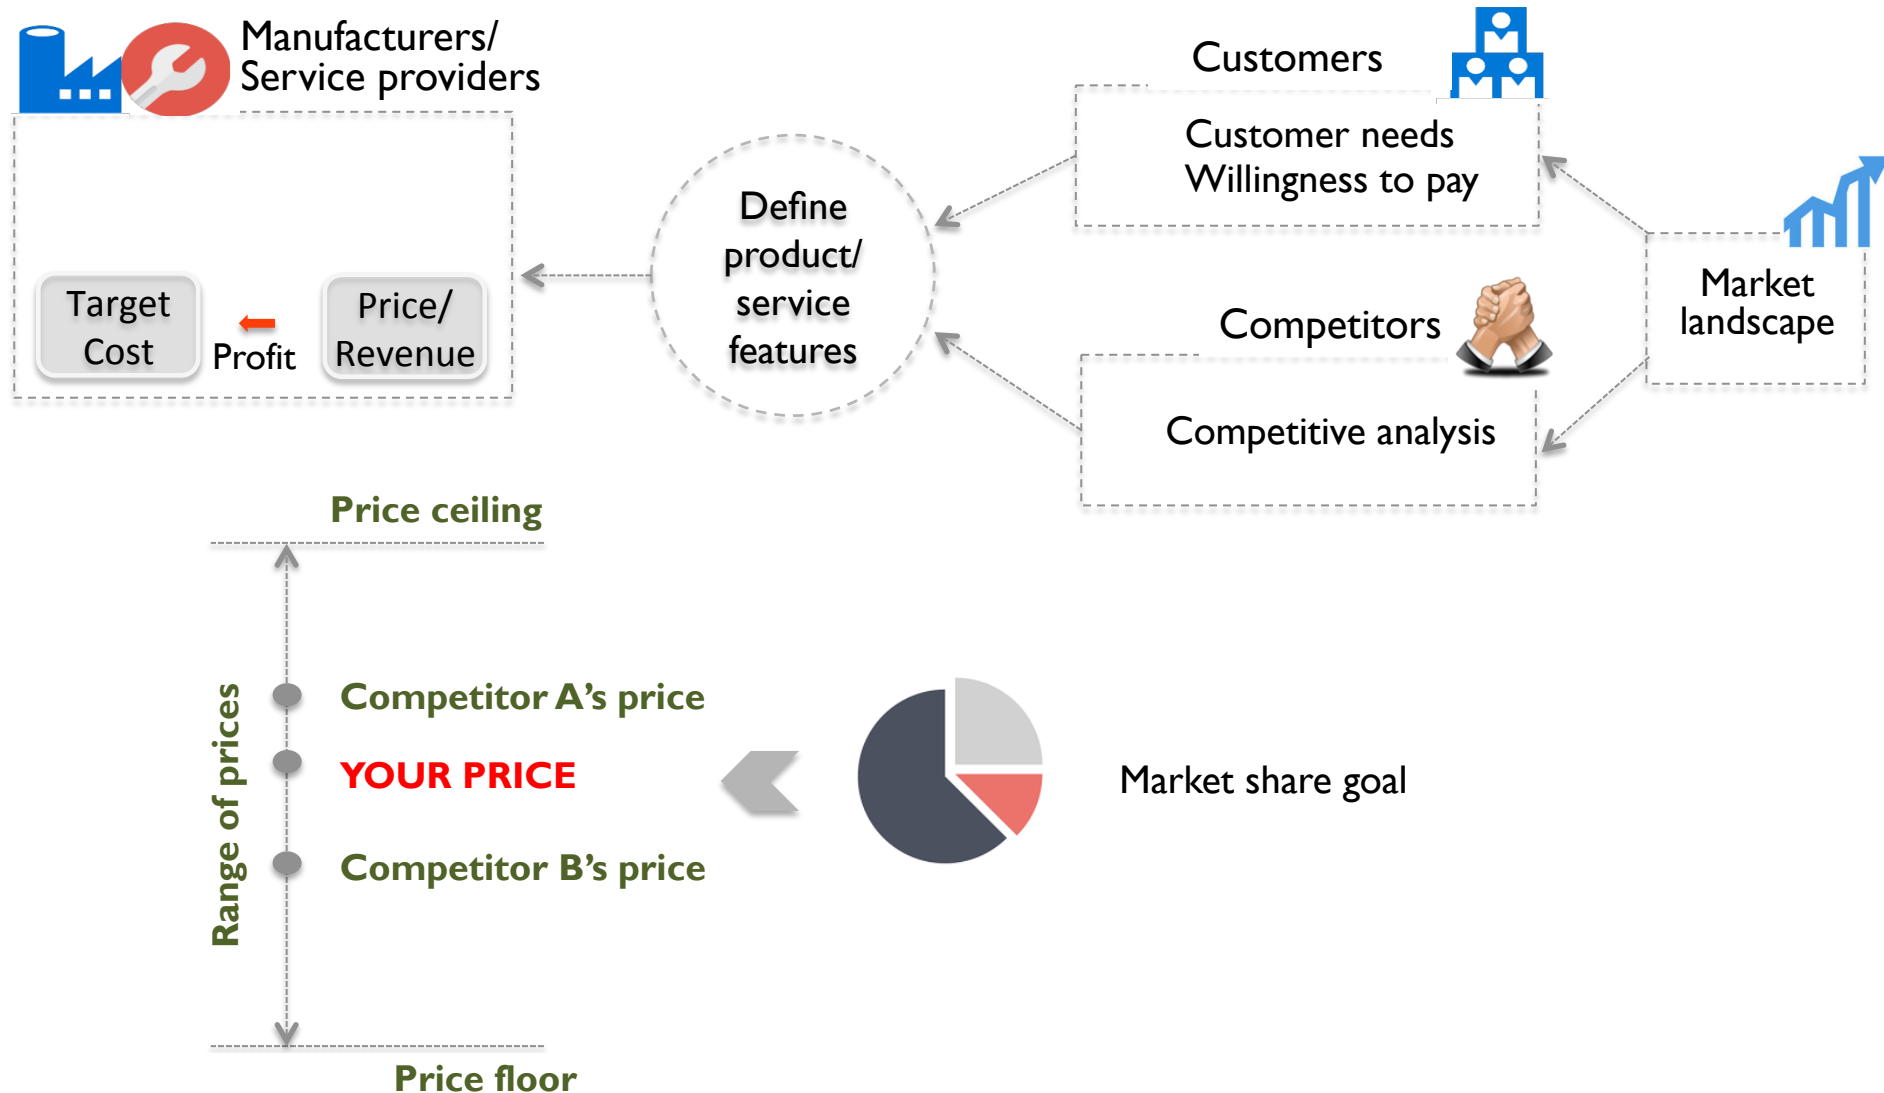 Manufacturers/
Service providers
Target
Cost
Profit
Price/
Revenue
Define
product/
service
features
Customers
Customer needs
Willingness to pay
Competitors
Competitive analysis
Market
landscape
Price ceiling
Range of prices
Competitor A’s price
YOUR PRICE
Competitor B’s price
Price floor
Market share goal